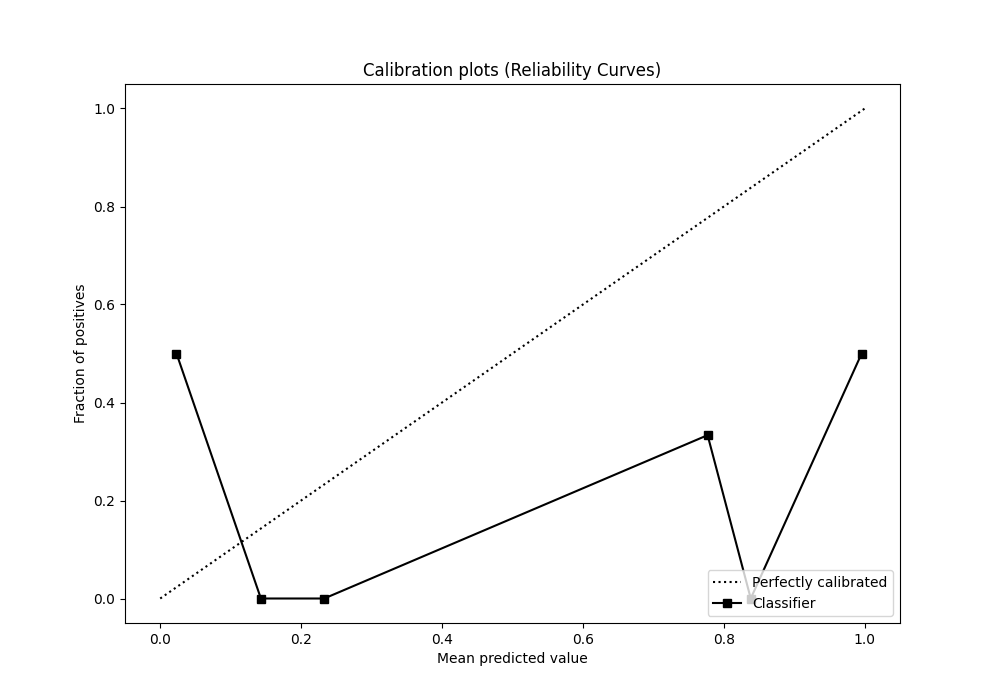 Calibration plots (Reliability Curves)
1.0
0.8
0.6
0.4
0.2
0.0
Fraction of positives
Perfectly calibrated
Classifier
0.0 0.2 0.4 0.6 0.8 1.0
Mean predicted value